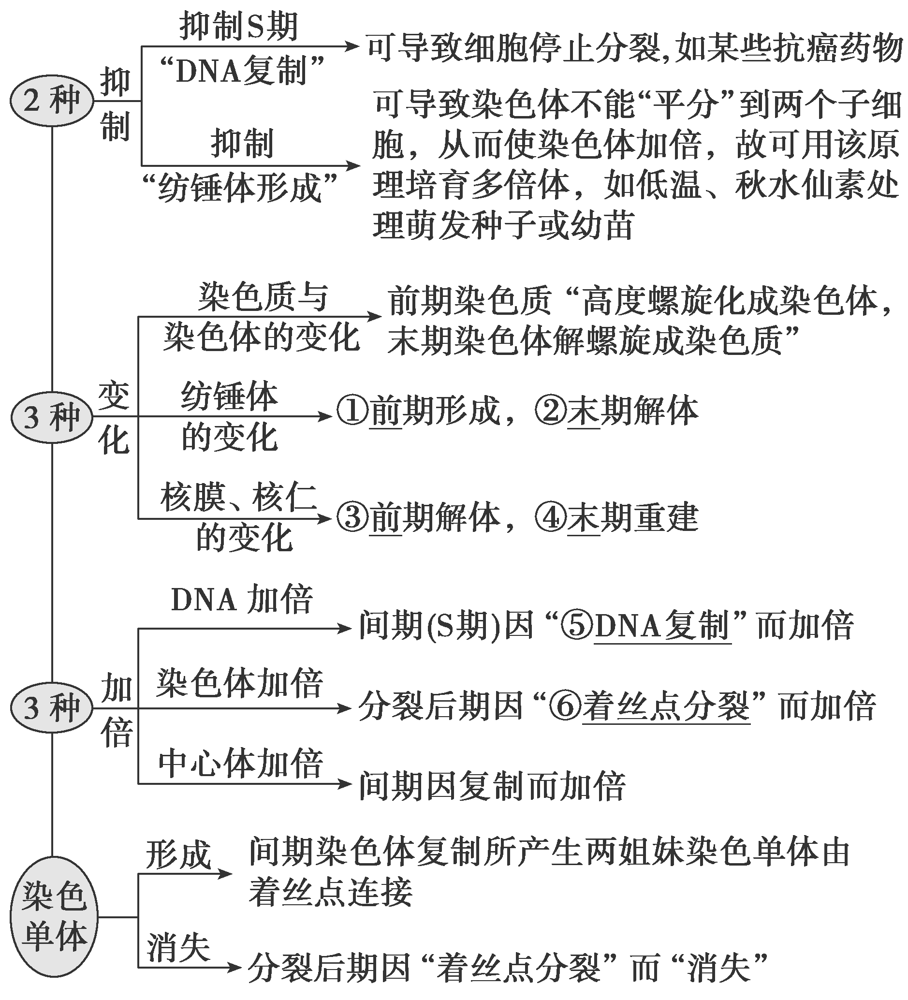 2 种
抑制
抑制S期
“DNA复制”
可导致细胞停止分裂,如某些抗癌药物
抑制
“纺锤体形成”
可导致染色体不能“平分”到两个子细
胞，从而使染色体加倍，故可用该原
理培育多倍体，如低温、秋水仙素处
理萌发种子或幼苗
3 种
变化
染色质与
染色体的变化
前期染色质“高度螺旋化成染色体，
末期染色体解螺旋成染色质”
纺锤体
的变化
①前期形成，②末期解体
核膜、核仁
的变化
③前期解体，④末期重建
3 种
加倍
DNA 加倍
间期(S期)因“⑤DNA复制”而加倍
染色体加倍
分裂后期因“⑥着丝点分裂”而加倍
中心体加倍
间期因复制而加倍
染色
单体
形成
间期染色体复制所产生两姐妹染色单体由
着丝点连接
消失
分裂后期因“着丝点分裂”而“消失”